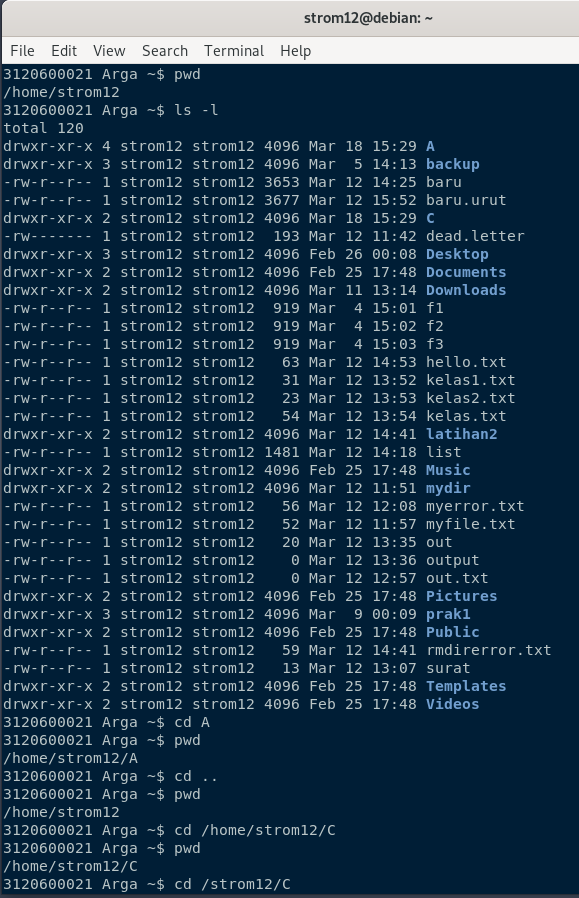 strom12@debian: ~
File Edit View Search Terminal Help
3120600021 Arga ~$ pwd
/home/strom12
3120600021 Arga ~$ ls -l
total 120
drwxr-xr-x 4 strom12 strom12 4096 Mar 18 15:29 A
drwxr-xr-x 3 strom12 strom12 4096 Mar  5 14:13 backup
-rw-r--r-- 1 strom12 strom12 3653 Mar 12 14:25 baru
-rw-r--r-- 1 strom12 strom12 3677 Mar 12 15:52 baru.urut
drwxr-xr-x 2 strom12 strom12 4096 Mar 18 15:29 C
-rw------- 1 strom12 strom12  193 Mar 12 11:42 dead.letter
drwxr-xr-x 3 strom12 strom12 4096 Feb 26 00:08 Desktop
drwxr-xr-x 2 strom12 strom12 4096 Feb 25 17:48 Documents
drwxr-xr-x 2 strom12 strom12 4096 Mar 11 13:14 Downloads
-rw-r--r-- 1 strom12 strom12  919 Mar  4 15:01 f1
-rw-r--r-- 1 strom12 strom12  919 Mar  4 15:02 f2
-rw-r--r-- 1 strom12 strom12  919 Mar  4 15:03 f3
-rw-r--r-- 1 strom12 strom12   63 Mar 12 14:53 hello.txt
-rw-r--r-- 1 strom12 strom12   31 Mar 12 13:52 kelas1.txt
-rw-r--r-- 1 strom12 strom12   23 Mar 12 13:53 kelas2.txt
-rw-r--r-- 1 strom12 strom12   54 Mar 12 13:54 kelas.txt
drwxr-xr-x 2 strom12 strom12 4096 Mar 12 14:41 latihan2
-rw-r--r-- 1 strom12 strom12 1481 Mar 12 14:18 list
drwxr-xr-x 2 strom12 strom12 4096 Feb 25 17:48 Music
drwxr-xr-x 2 strom12 strom12 4096 Mar 12 11:51 mydir
-rw-r--r-- 1 strom12 strom12   56 Mar 12 12:08 myerror.txt
-rw-r--r-- 1 strom12 strom12   52 Mar 12 11:57 myfile.txt
-rw-r--r-- 1 strom12 strom12   20 Mar 12 13:35 out
-rw-r--r-- 1 strom12 strom12    0 Mar 12 13:36 output
-rw-r--r-- 1 strom12 strom12    0 Mar 12 12:57 out.txt
drwxr-xr-x 2 strom12 strom12 4096 Feb 25 17:48 Pictures
drwxr-xr-x 3 strom12 strom12 4096 Mar  9 00:09 prak1
drwxr-xr-x 2 strom12 strom12 4096 Feb 25 17:48 Public
-rw-r--r-- 1 strom12 strom12   59 Mar 12 14:41 rmdirerror.txt
-rw-r--r-- 1 strom12 strom12   13 Mar 12 13:07 surat
drwxr-xr-x 2 strom12 strom12 4096 Feb 25 17:48 Templates
drwxr-xr-x 2 strom12 strom12 4096 Feb 25 17:48 Videos
3120600021 Arga ~$ cd A
3120600021 Arga ~$ pwd
/home/strom12/A
3120600021 Arga ~$ cd ..
3120600021 Arga ~$ pwd
/home/strom12
3120600021 Arga ~$ cd /home/strom12/C
3120600021 Arga ~$ pwd
/home/strom12/C
3120600021 Arga ~$ cd /strom12/C